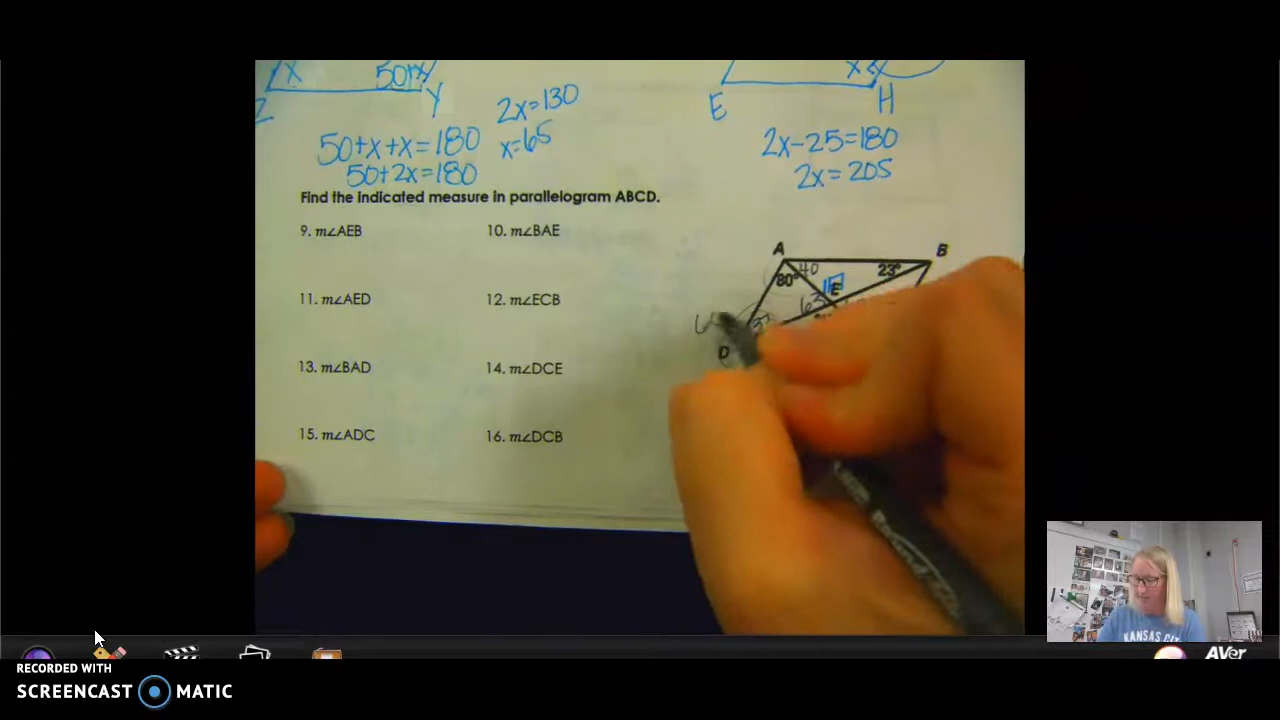 x
50+x
Z
Y
2x=130
x=65
50+x+x=180
50+2x=180
x
E
H
2x-25=180
2x=205
Find the indicated measure in parallelogram ABCD.
9. m∠AEB
10. m∠BAE
11. m∠AED
12. m∠ECB
13. m∠BAD
14. m∠DCE
15. m∠ADC
16. m∠DCB
A
B
40
23°
80°
E
63
D
KANSAS CITY
RECORDED WITH
SCREENCAST MATIC
AVer